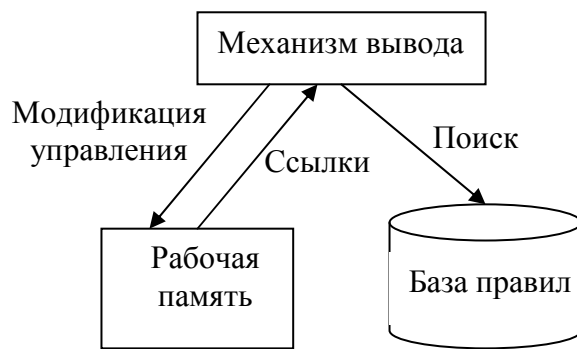 Механизм вывода
Модификация
управления
Ссылки
Поиск
Рабочая
память
База правил